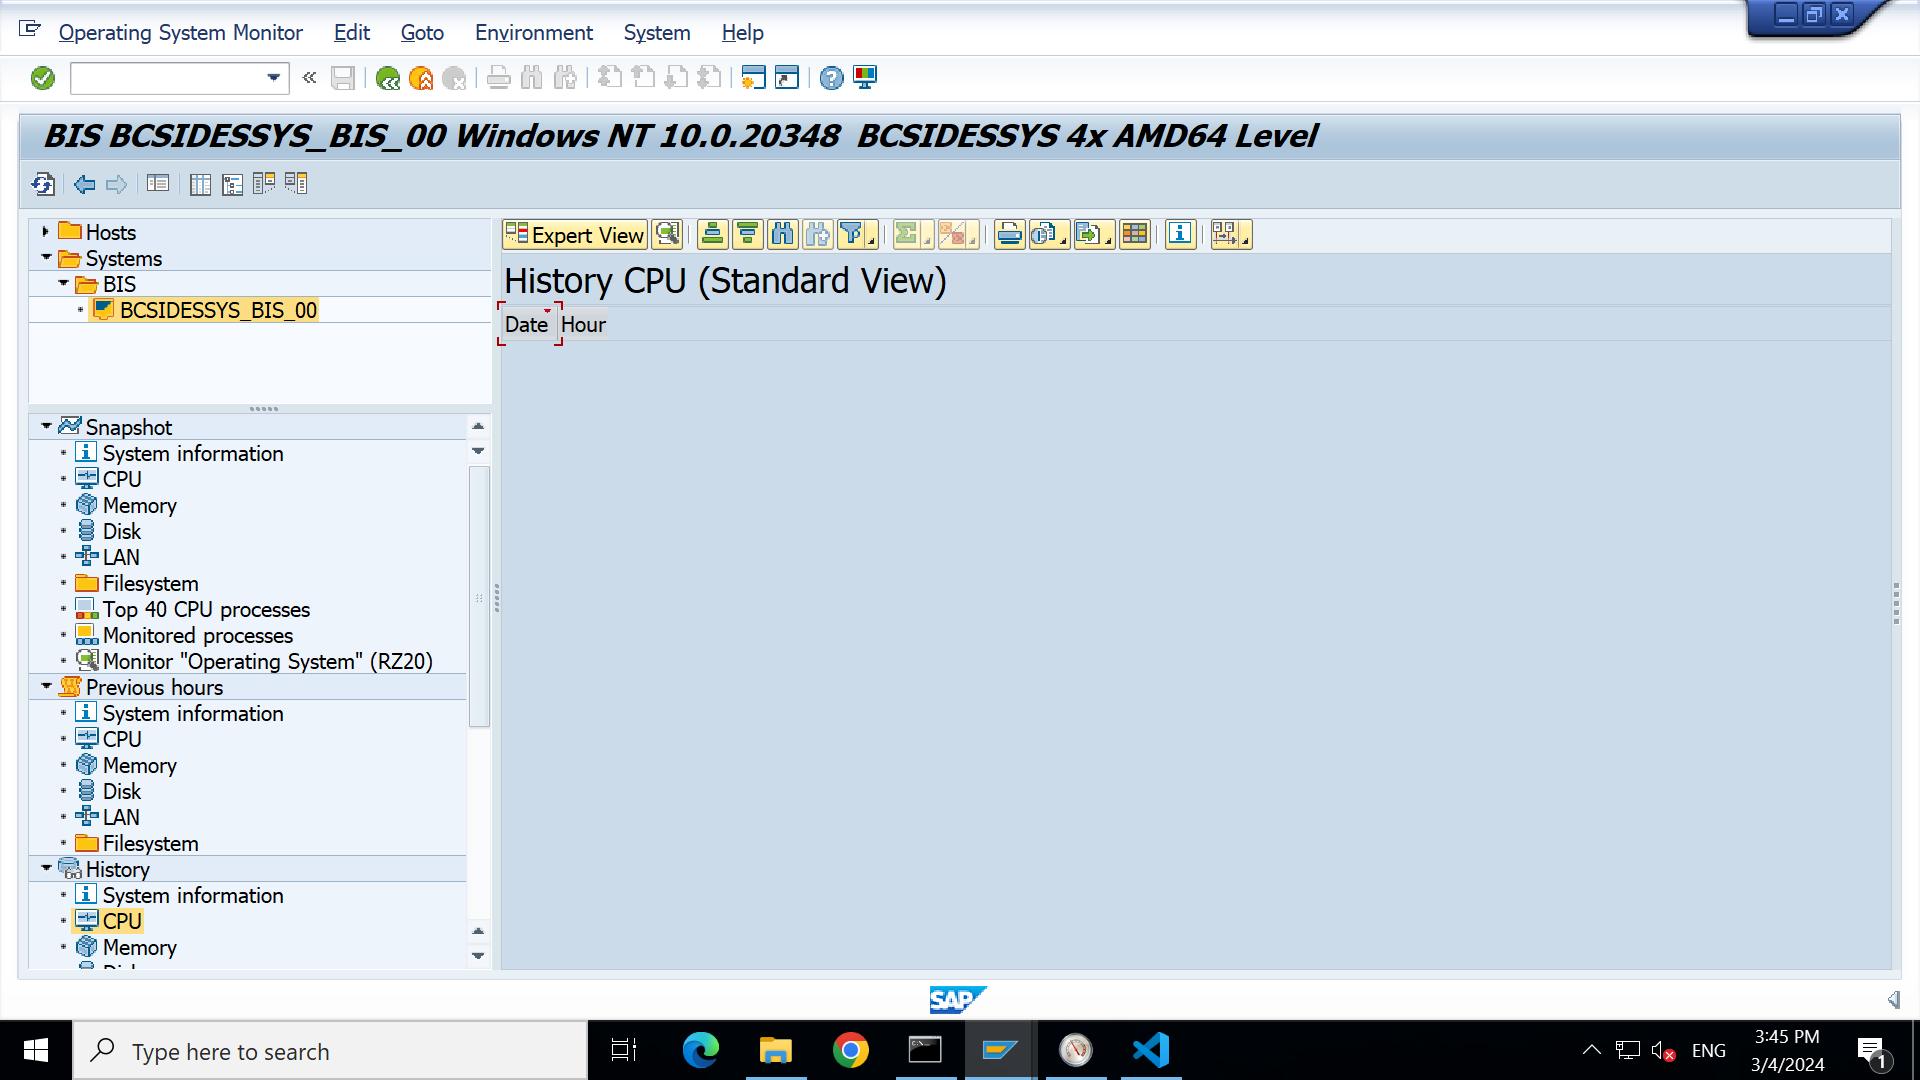 Operating System Monitor Edit Goto Environment System Help
BIS BCSIDESSYS_BIS_00 Windows NT 10.0.20348 BCSIDESSYS 4x AMD64 Level
Hosts
Systems
BIS
BCSIDESSYS_BIS_00
Snapshot
System information
CPU
Memory
Disk
LAN
Filesystem
Top 40 CPU processes
Monitored processes
Monitor "Operating System" (RZ20)
Previous hours
System information
CPU
Memory
Disk
LAN
Filesystem
History
System information
CPU
Memory
Expert View
History CPU (Standard View)
Date Hour
SAP
Type here to search
ENG
3:45 PM
3/4/2024
1